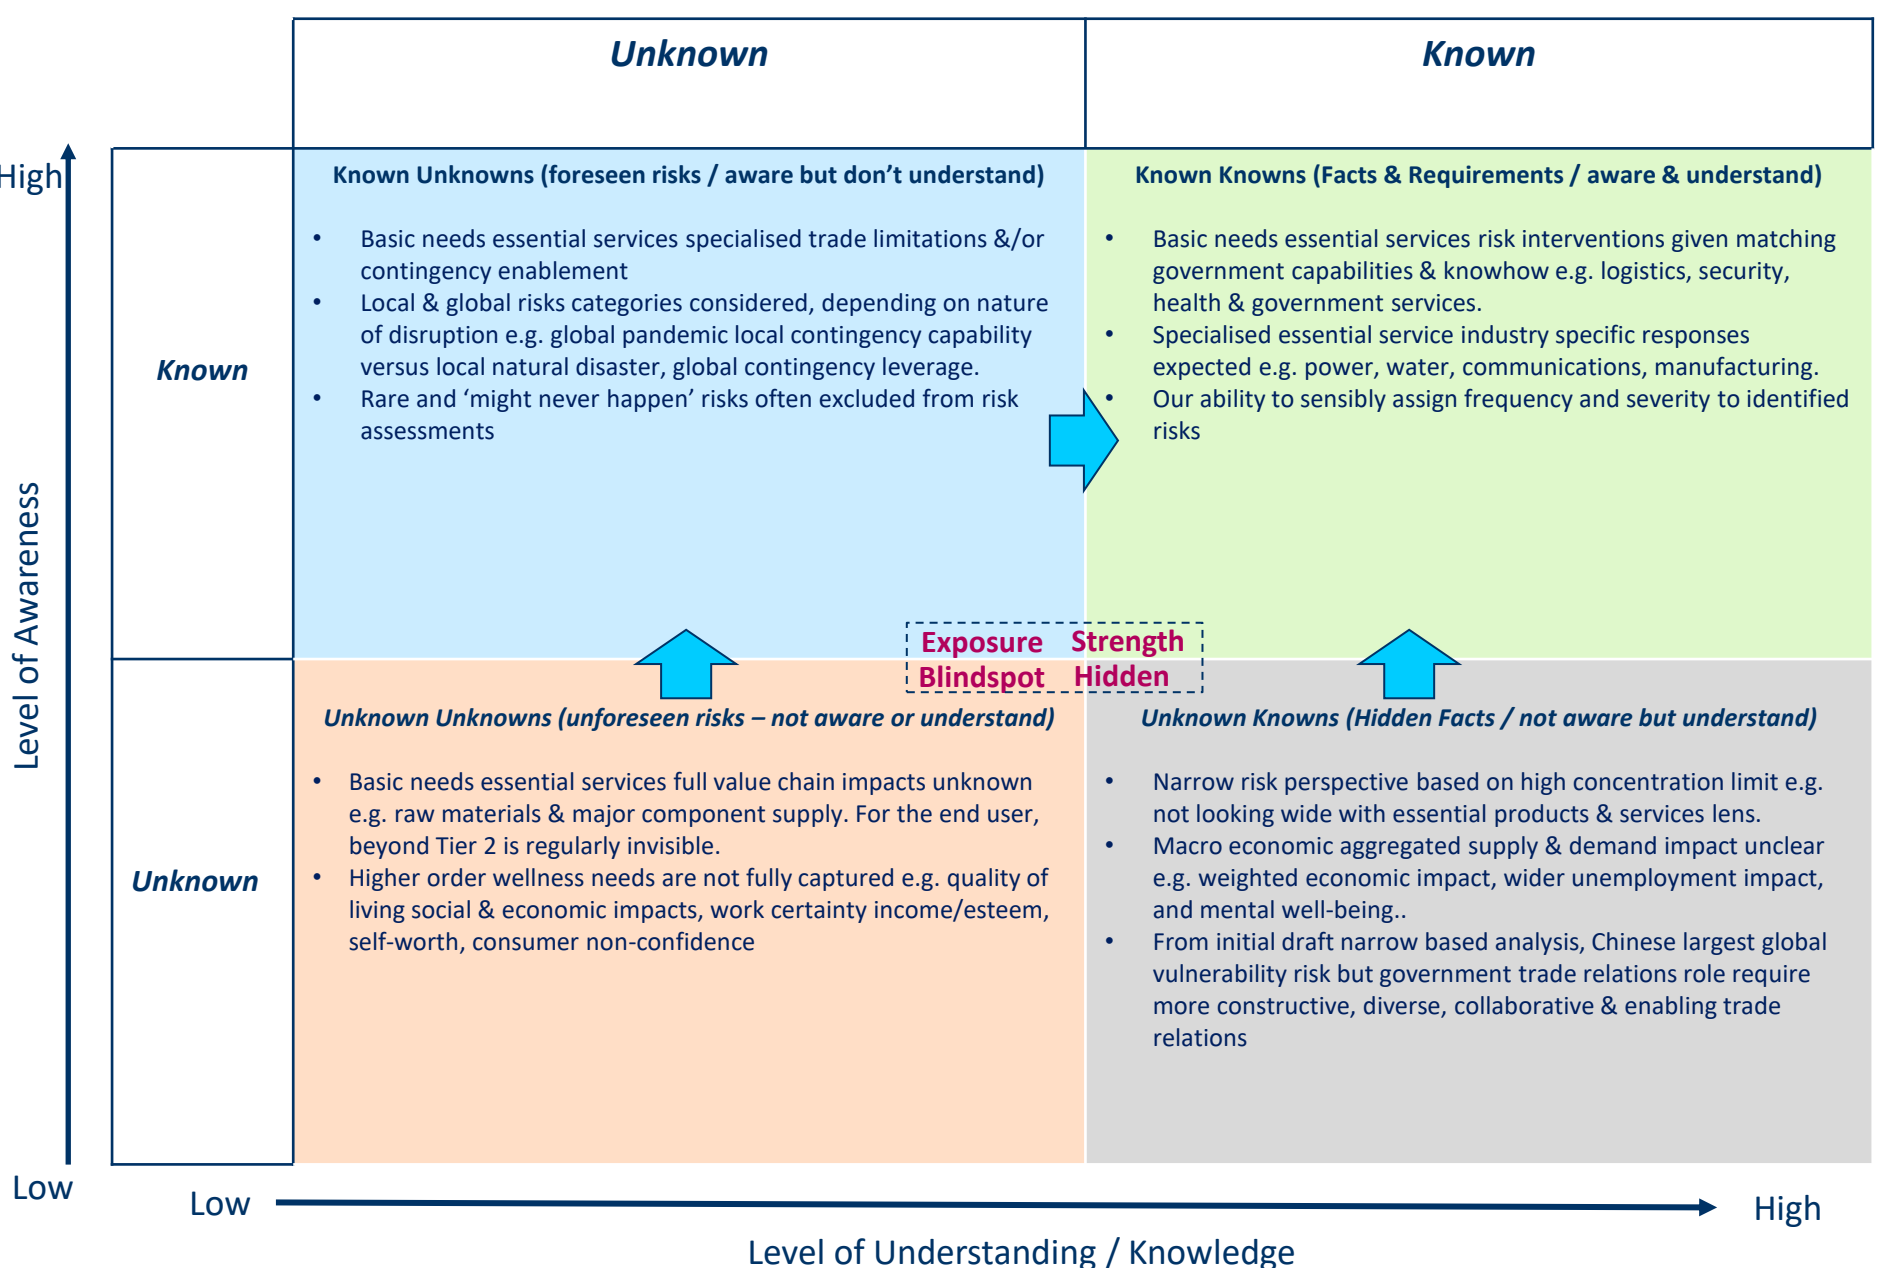 Unknown
Known
High
Known Unknowns (foreseen risks / aware but don’t understand)
• Basic needs essential services specialised trade limitations &/or
contingency enablement
• Local & global risks categories considered, depending on nature
of disruption e.g. global pandemic local contingency capability
versus local natural disaster, global contingency leverage.
• Rare and ‘might never happen’ risks often excluded from risk
assessments
Known Knowns (Facts & Requirements / aware & understand)
• Basic needs essential services risk interventions given matching
government capabilities & knowhow e.g. logistics, security,
health & government services.
• Specialised essential service industry specific responses
expected e.g. power, water, communications, manufacturing.
• Our ability to sensibly assign frequency and severity to identified
risks
Known
Level of Awareness
Exposure Strength
Blindspot Hidden
Unknown
Unknown Unknowns (unforeseen risks – not aware or understand)
• Basic needs essential services full value chain impacts unknown
e.g. raw materials & major component supply. For the end user,
beyond Tier 2 is regularly invisible.
• Higher order wellness needs are not fully captured e.g. quality of
living social & economic impacts, work certainty income/esteem,
self-worth, consumer non-confidence
Unknown Knowns (Hidden Facts / not aware but understand)
• Narrow risk perspective based on high concentration limit e.g.
not looking wide with essential products & services lens.
• Macro economic aggregated supply & demand impact unclear
e.g. weighted economic impact, wider unemployment impact,
and mental well-being..
• From initial draft narrow based analysis, Chinese largest global
vulnerability risk but government trade relations role require
more constructive, diverse, collaborative & enabling trade
relations
Low
Low
High
Level of Understanding / Knowledge